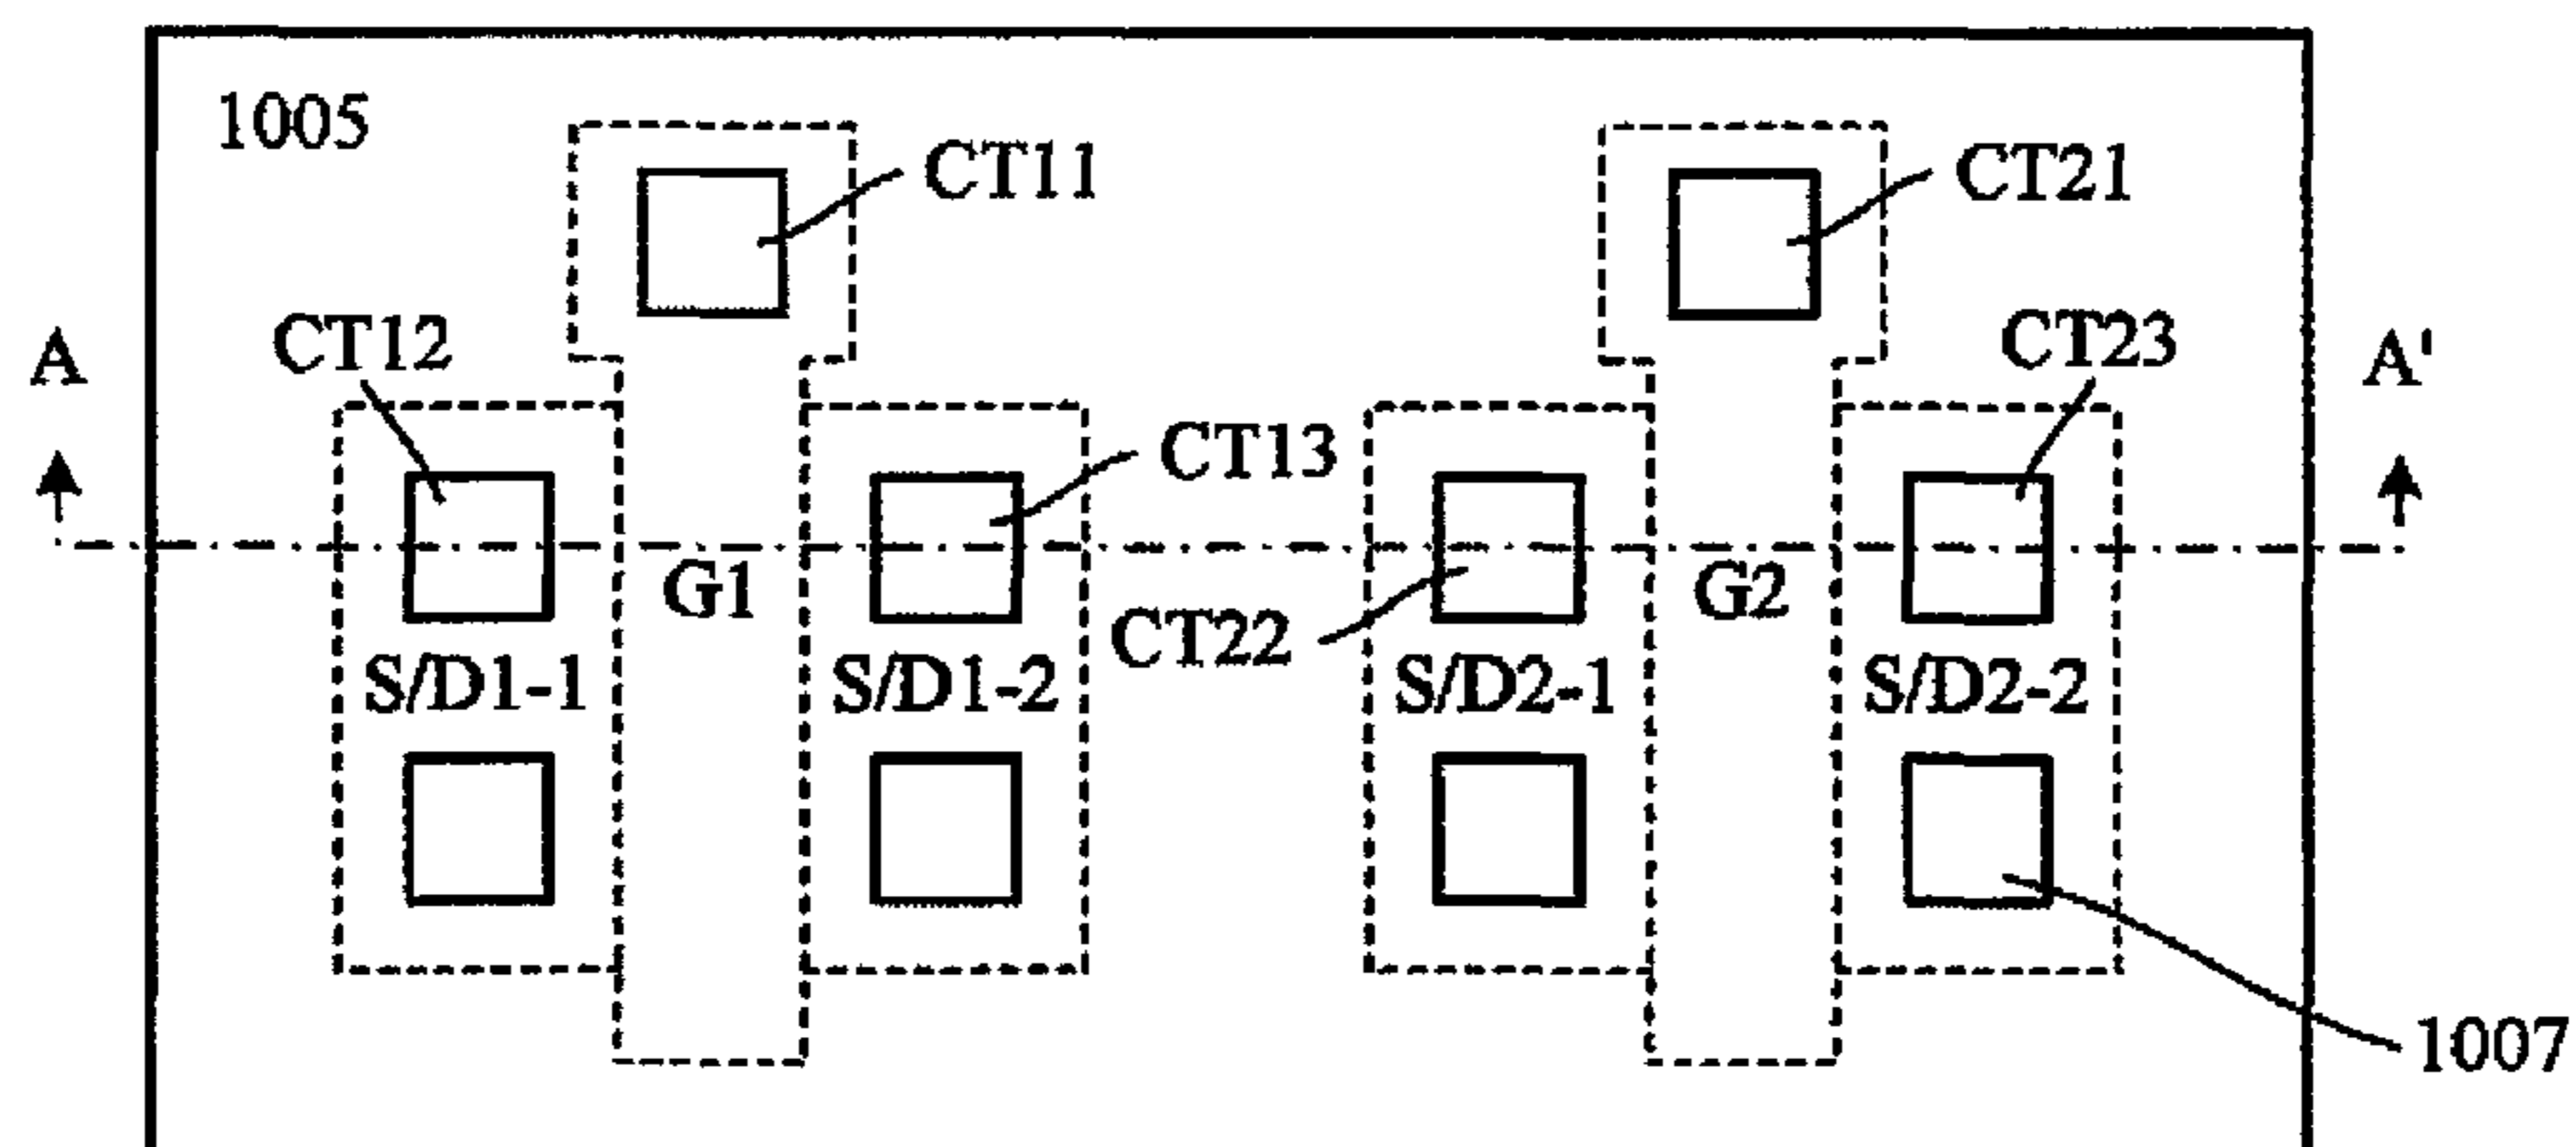 1005
CT11
CT21
A
CT12
CT23
A'
CT13
G1
G2
CT22
S/D1-1
S/D1-2
S/D2-1
S/D2-2
1007